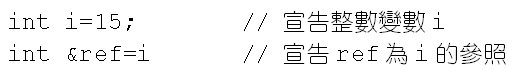 int i=15;        // 宣告整數變數 i
int &ref=i       // 宣告 ref 為 i 的參照